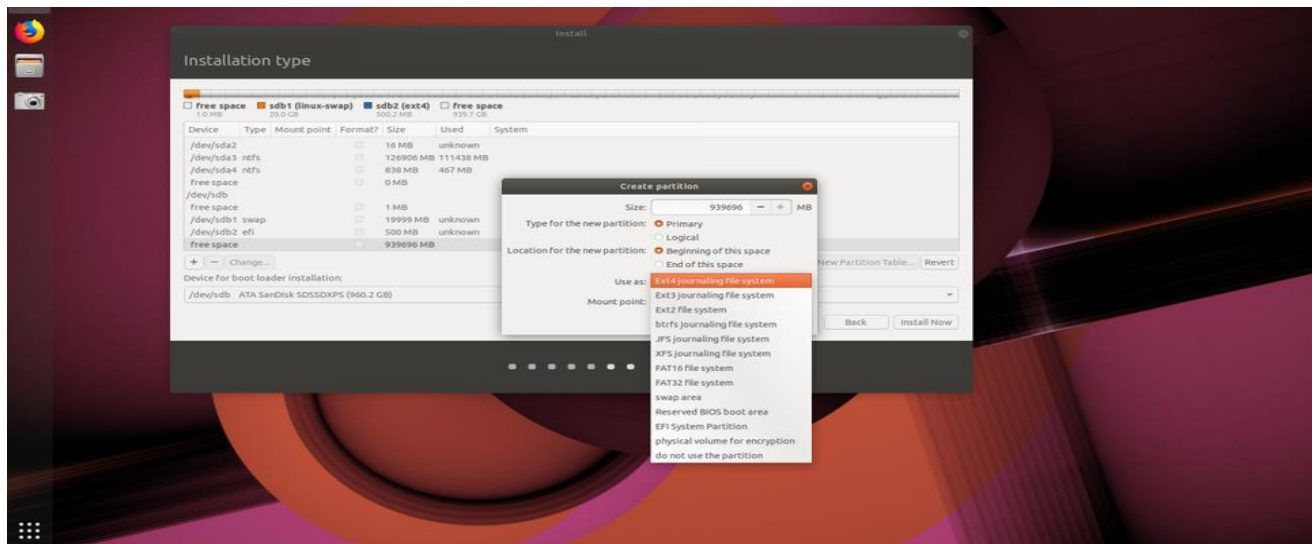 Install
Installation type
free space sdb1 (linux-swap) sdb2 (ext4) free space
1.0 MB 20.0 GB 500.2 MB 939.7 GB
Device Type Mount point Format? Size Used System
/dev/sda2 16 MB unknown
/dev/sda3 ntfs 126906 MB 111438 MB
/dev/sda4 ntfs 838 MB 467 MB
free space 0 MB
/dev/sdb
free space 1 MB
/dev/sdb1 swap 19999 MB unknown
/dev/sdb2 efi 500 MB unknown
free space 939696 MB
+ - Change...
New Partition Table... Revert
Device for boot loader installation:
/dev/sdb ATA SanDisk SDSSDXPS (960.2 GB)
Back Install Now
Create partition
Size: 939696 - + MB
Type for the new partition: Primary
Logical
Location for the new partition: Beginning of this space
End of this space
Use as: Ext4 journaling file system
Ext3 journaling file system
Mount point:
Ext2 file system
btrfs journaling file system
JFS journaling file system
XFS journaling file system
FAT16 file system
FAT32 file system
swap area
Reserved BIOS boot area
EFI System Partition
physical volume for encryption
do not use the partition